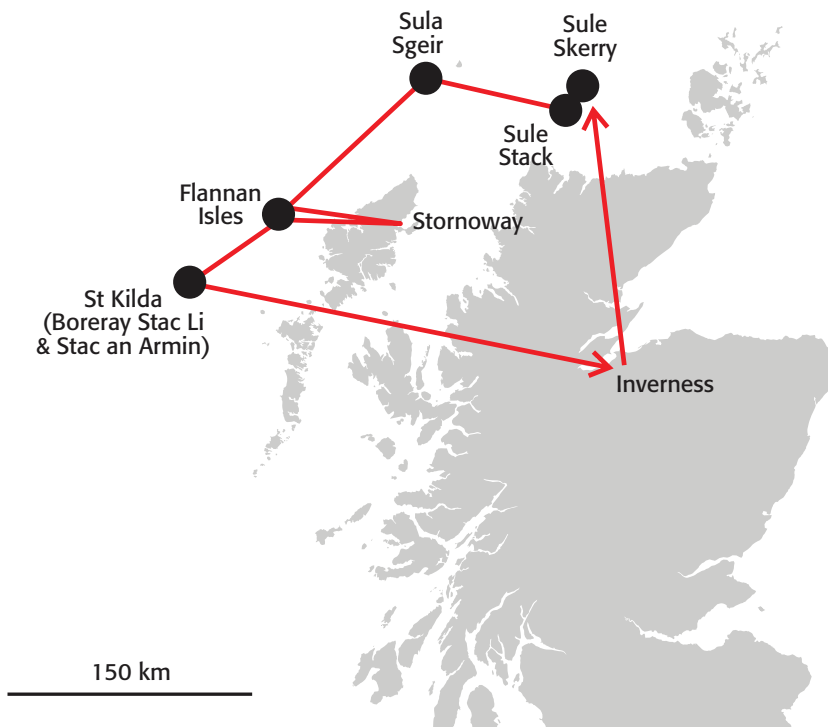 Sula
Sgeir
Sule
Skerry
Sule
Stack
Flannan
Isles
Stornoway
St Kilda
(Boreray Stac Li
& Stac an Armin)
Inverness
150 km